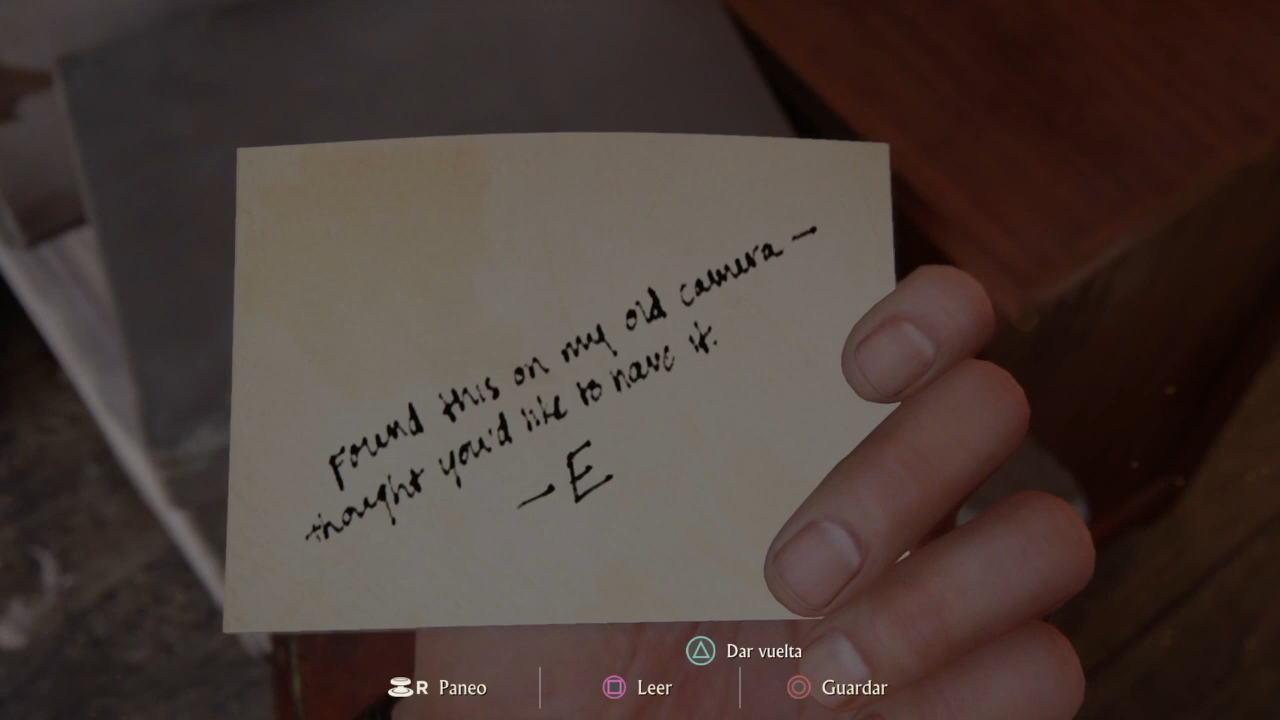 Found this on my old camera —
thought you'd like to have it.
— E
Dar vuelta
R Paneo
Leer
Guardar